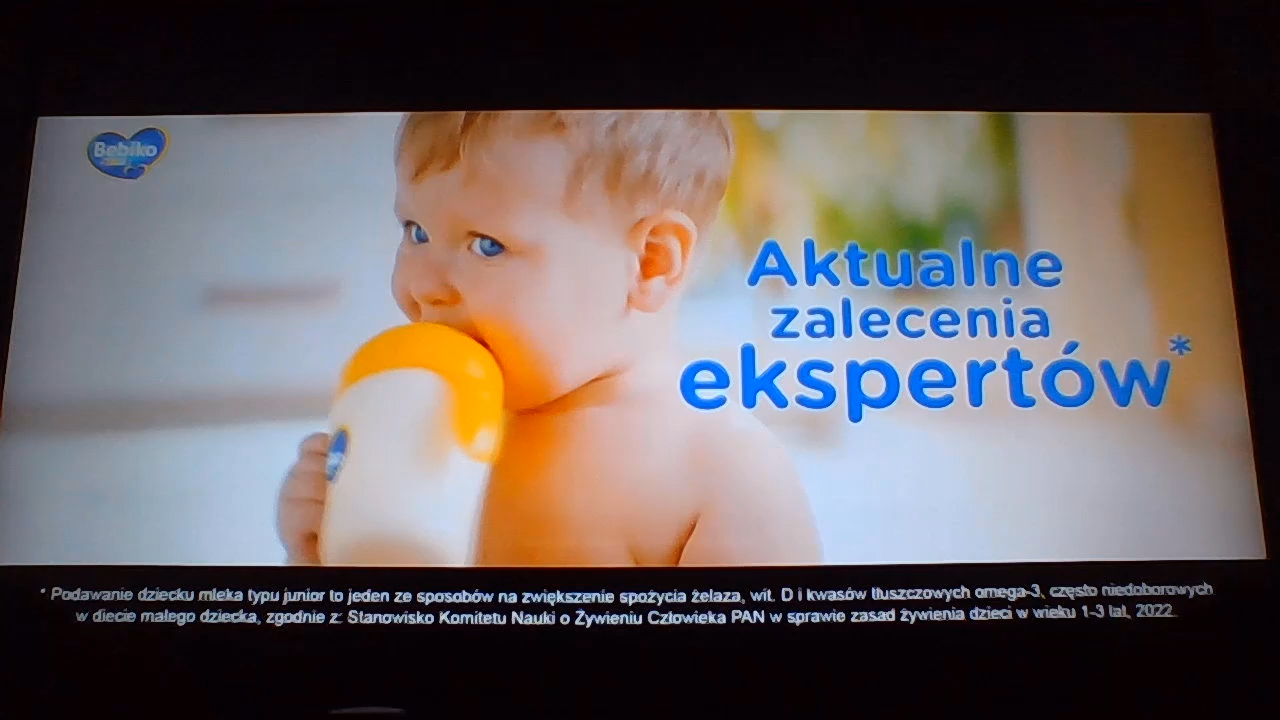 Bebiko
Aktualne
zalecenia
ekspertów*
* Podawanie dziecku mleka typu junior to jeden ze sposobów na zwiększenie spożycia żelaza, wit. D i kwasów tłuszczowych omega-3, często niedoborowych
w diecie małego dziecka, zgodnie z: Stanowisko Komitetu Nauki o Żywieniu Człowieka PAN w sprawie zasad żywienia dzieci w wieku 1-3 lat, 2022.